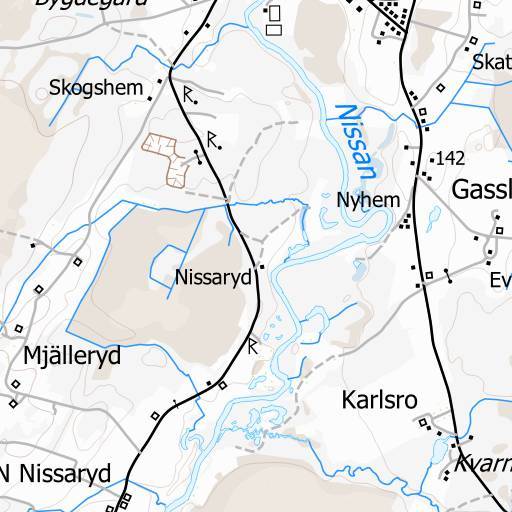 Skogshem
Nissan
142
Nyhem
Nissaryd
Mjälleryd
Karlsro
N Nissaryd